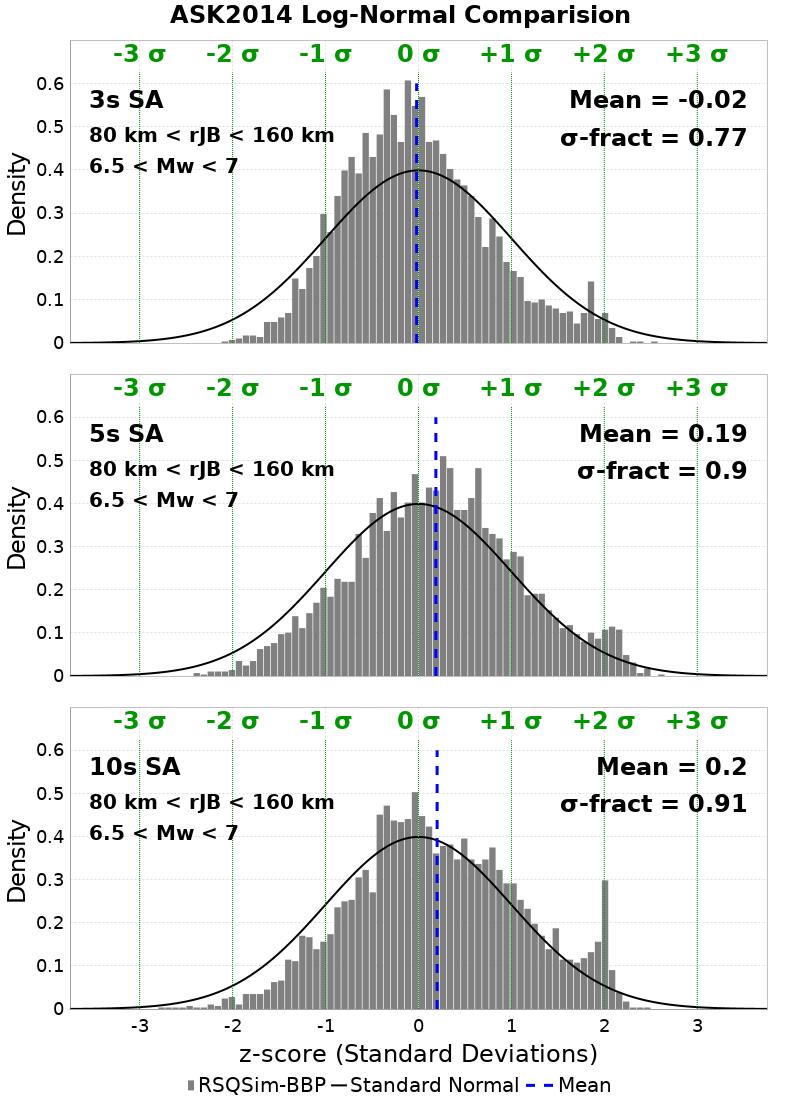 ASK2014 Log-Normal Comparision
-3 σ -2 σ -1 σ 0 σ +1 σ +2 σ +3 σ
3s SA
80 km < rJB < 160 km
6.5 < Mw < 7
Mean = -0.02
σ-fract = 0.77
Density
0.6
0.5
0.4
0.3
0.2
0.1
0
-3 σ -2 σ -1 σ 0 σ +1 σ +2 σ +3 σ
5s SA
80 km < rJB < 160 km
6.5 < Mw < 7
Mean = 0.19
σ-fract = 0.9
Density
0.6
0.5
0.4
0.3
0.2
0.1
0
-3 σ -2 σ -1 σ 0 σ +1 σ +2 σ +3 σ
10s SA
80 km < rJB < 160 km
6.5 < Mw < 7
Mean = 0.2
σ-fract = 0.91
Density
0.6
0.5
0.4
0.3
0.2
0.1
0
-3 -2 -1 0 1 2 3
z-score (Standard Deviations)
RSQSim-BBP Standard Normal Mean